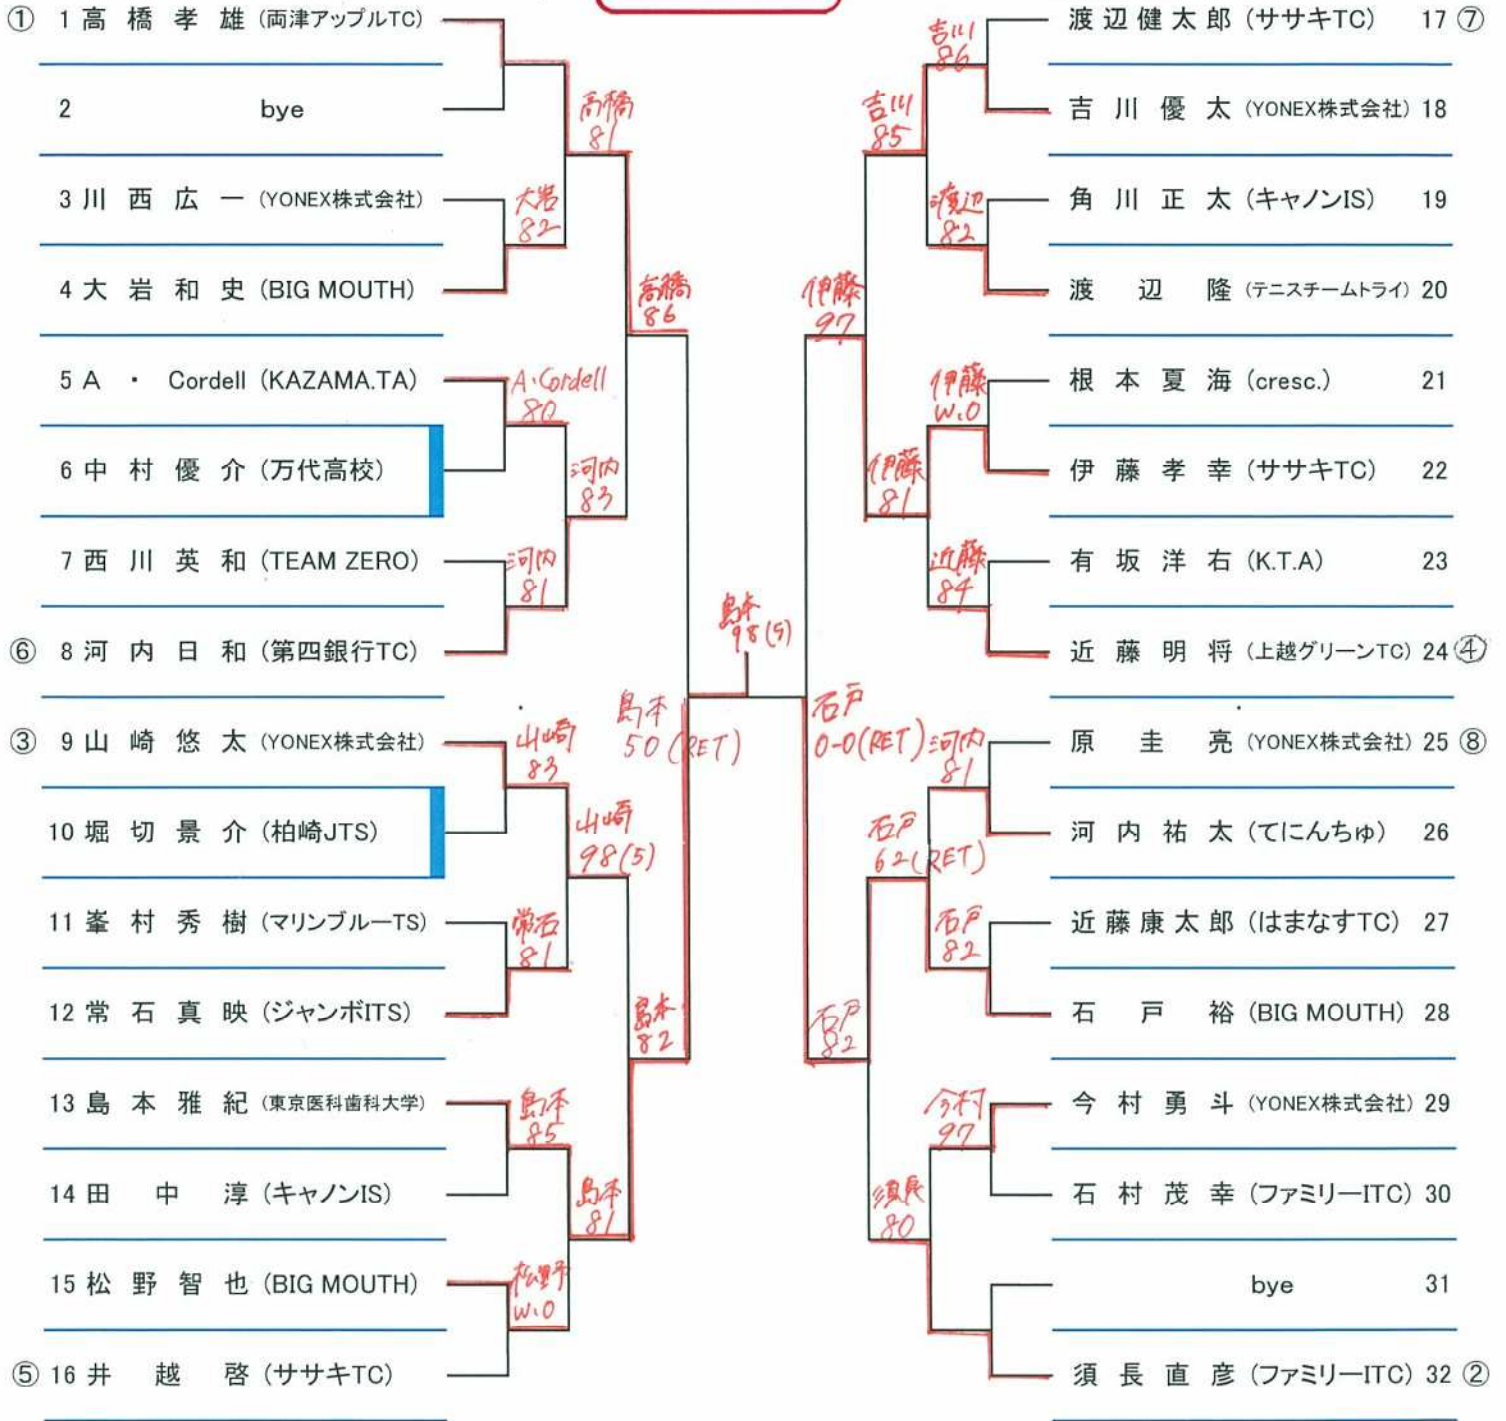 ① 1 高橋孝雄 (両津アップルTC)
2 bye
3 川西広一 (YONEX株式会社)
4 大岩和史 (BIG MOUTH)
5 A・Cordell (KAZAMA.TA)
6 中村優介 (万代高校)
7 西川英和 (TEAM ZERO)
⑥ 8 河内日和 (第四銀行TC)
③ 9 山崎悠太 (YONEX株式会社)
10 堀切景介 (柏崎JTS)
11 峯村秀樹 (マリンブルーTS)
12 常石真映 (ジャンボITS)
13 島本雅紀 (東京医科歯科大学)
14 田中淳 (キャノンIS)
15 松野智也 (BIG MOUTH)
⑤ 16 井越啓 (ササキTC)
大岩
82
A・Cordell
80
河内
81
山崎
83
常石
81
島本
85
松野
W.O
高橋
81
河内
83
山崎
98(5)
島本
81
高橋
86
島本
82
島本
50(RET)
島本
98(5)
石戸
0-0(RET)
伊藤
97
石戸
82
吉川
85
伊藤
81
石戸
62(RET)
須長
80
吉川
86
渡辺
82
伊藤
W.O
近藤
84
河内
81
石戸
82
今村
97
渡辺健太郎 (ササキTC) 17 ⑦
吉川優太 (YONEX株式会社) 18
角川正太 (キャノンIS) 19
渡辺隆 (テニスチームトライ) 20
根本夏海 (cresc.) 21
伊藤孝幸 (ササキTC) 22
有坂洋右 (K.T.A) 23
近藤明将 (上越グリーンTC) 24 ④
原圭亮 (YONEX株式会社) 25 ⑧
河内祐太 (てにんちゅ) 26
近藤康太郎 (はまなすTC) 27
石戸裕 (BIG MOUTH) 28
今村勇斗 (YONEX株式会社) 29
石村茂幸 (ファミリーITC) 30
bye 31
須長直彦 (ファミリーITC) 32 ②